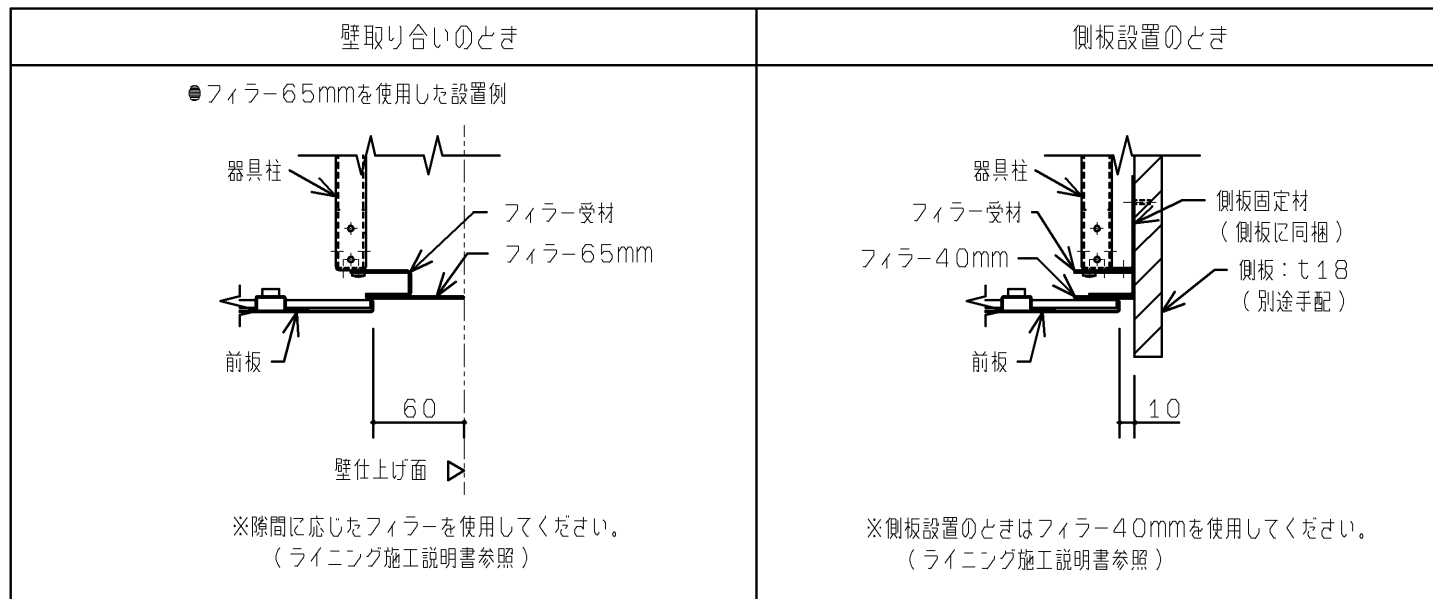 壁取り合いのとき
●フィラー65mmを使用した設置例
器具柱
フィラー受材
フィラー65mm
前板
60
壁仕上げ面
※隙間に応じたフィラーを使用してください。
（ライニング施工説明書参照）
側板設置のとき
器具柱
フィラー受材
フィラー40mm
側板固定材
（側板に同梱）
側板：t18
（別途手配）
前板
10
※側板設置のときはフィラー40mmを使用してください。
（ライニング施工説明書参照）